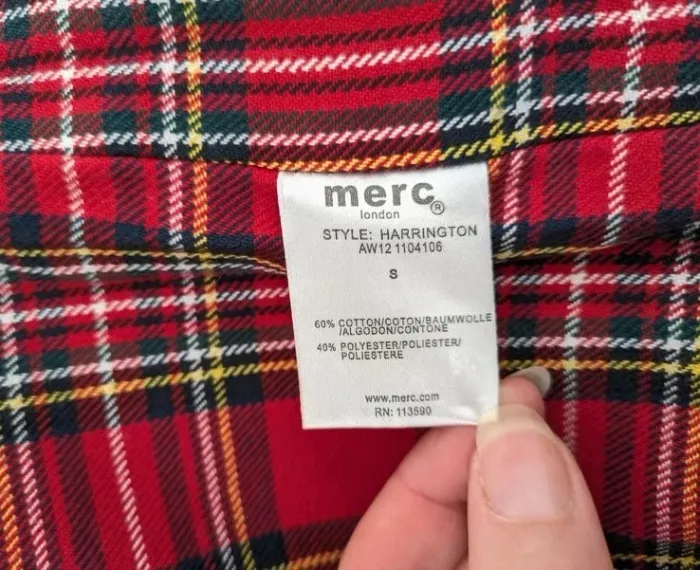 merc®
london
STYLE: HARRINGTON
AW12 1104106
S
60% COTTON/COTON/BAUMWOLLE
/ALGODON/CONTONE
40% POLYESTER/POLIESTER/
POLIESTERE
www.merc.com
RN: 113590